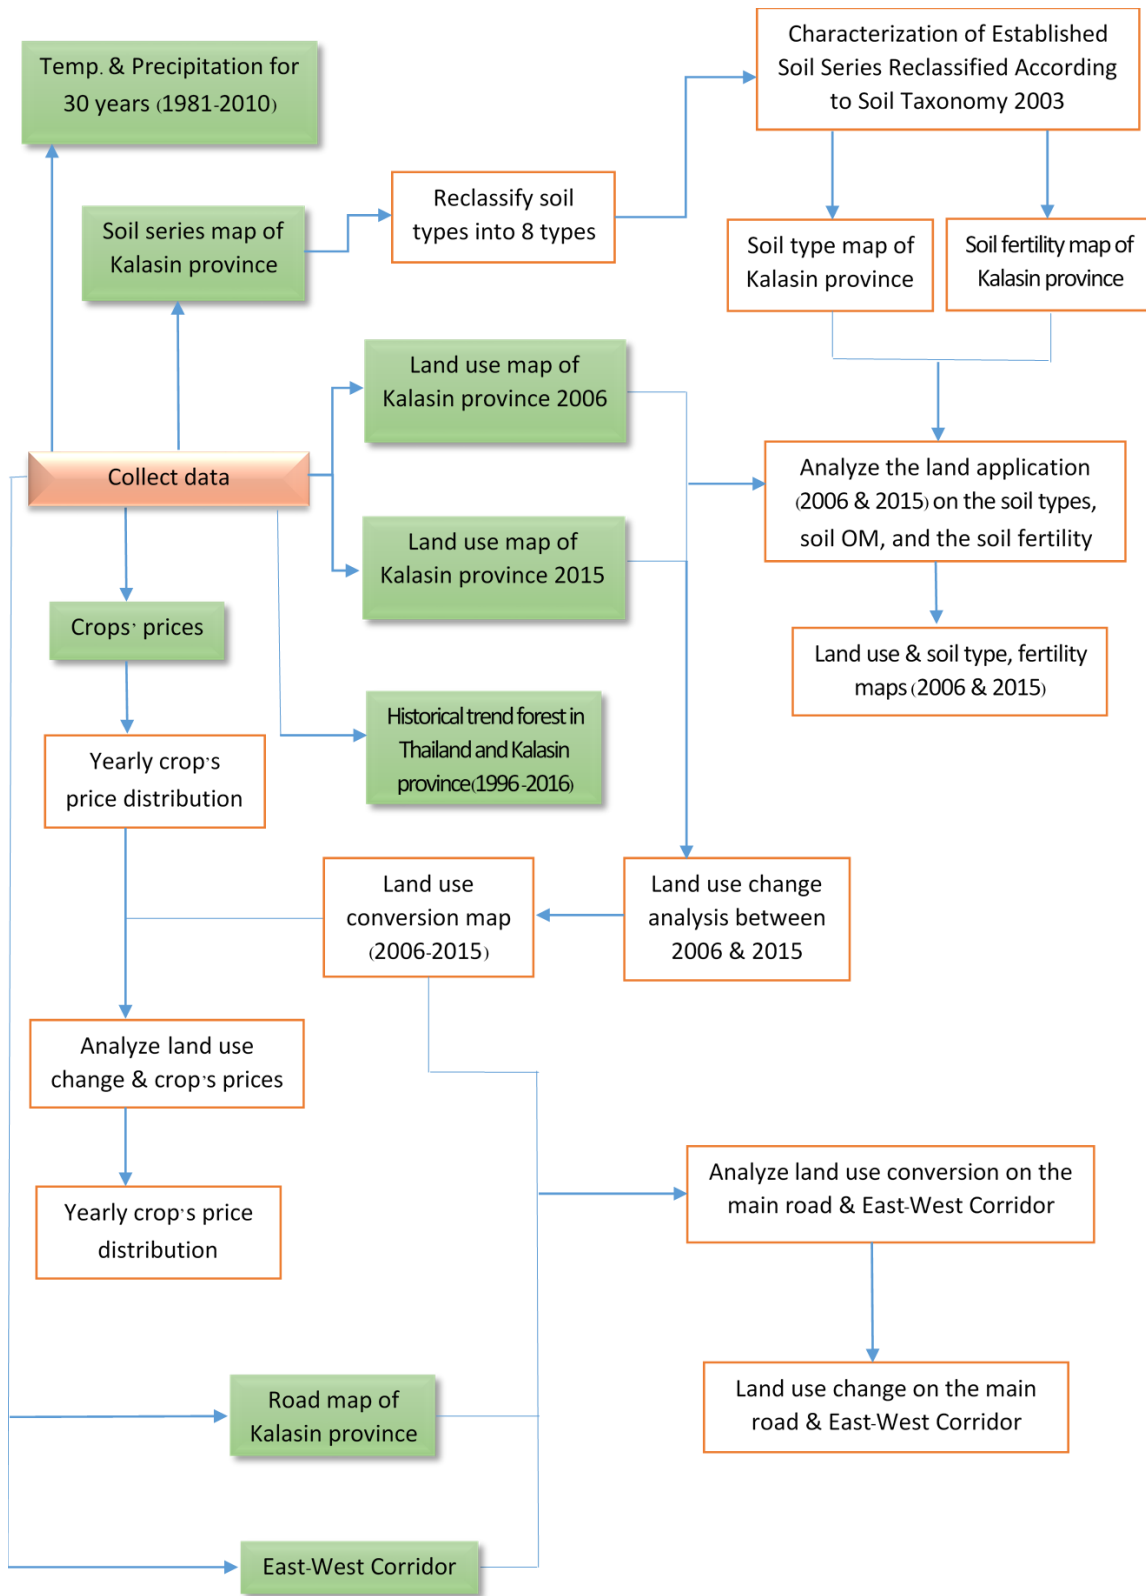 Temp. & Precipitation for
30 years (1981-2010)
Characterization of Established
Soil Series Reclassified According
to Soil Taxonomy 2003
Reclassify soil
types into 8 types
Soil series map of
Kalasin province
Soil type map of
Kalasin province
Soil fertility map of
Kalasin province
Land use map of
Kalasin province 2006
Collect data
Analyze the land application
(2006 & 2015) on the soil types,
soil OM, and the soil fertility
Land use map of
Kalasin province 2015
Crops' prices
Land use & soil type, fertility
maps (2006 & 2015)
Historical trend forest in
Thailand and Kalasin
province(1996-2016)
Yearly crop's
price distribution
Land use
conversion map
(2006-2015)
Land use change
analysis between
2006 & 2015
Analyze land use
change & crop's prices
Yearly crop's price
distribution
Analyze land use conversion on the
main road & East-West Corridor
Road map of
Kalasin province
Land use change on the main
road & East-West Corridor
East-West Corridor